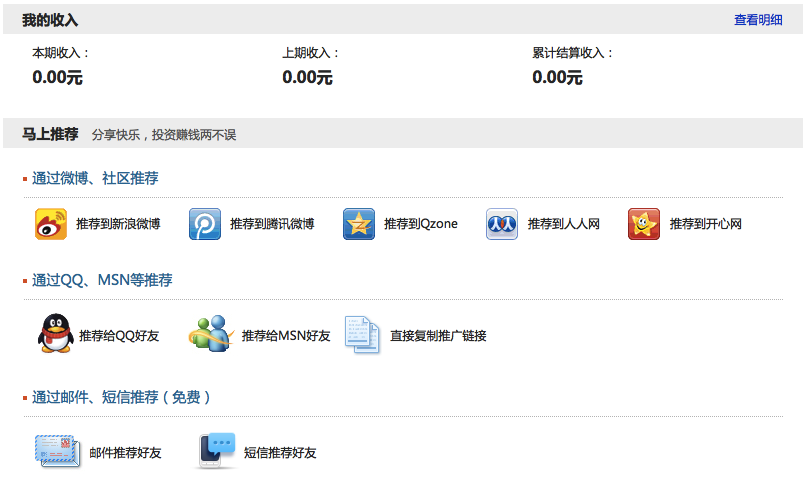 我的收入 查看明细
本期收入： 上期收入： 累计结算收入：
0.00元 0.00元 0.00元
马上推荐 分享快乐，投资赚钱两不误
通过微博、社区推荐
推荐到新浪微博 推荐到腾讯微博 推荐到Qzone 推荐到人人网 推荐到开心网
通过QQ、MSN等推荐
推荐给QQ好友 推荐给MSN好友 直接复制推广链接
通过邮件、短信推荐（免费）
邮件推荐好友 短信推荐好友